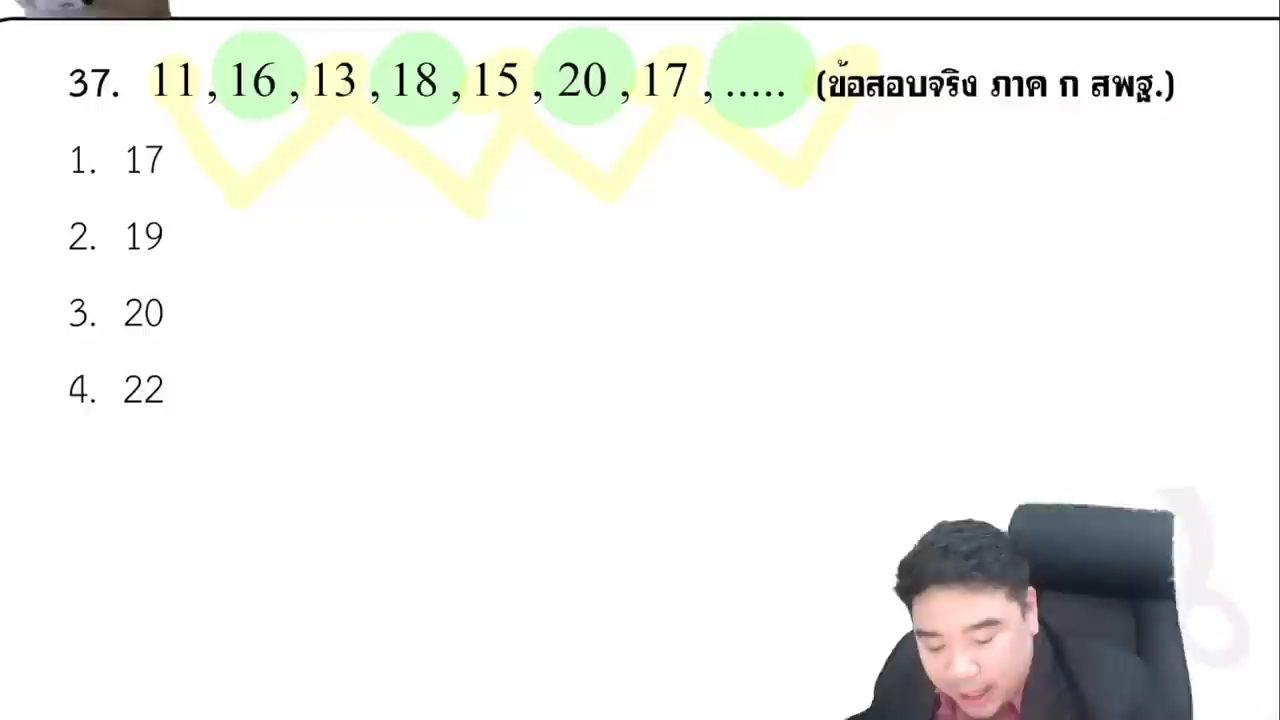 37. 11 , 16 , 13 , 18 , 15 , 20 , 17 , ..... (ข้อสอบจริง ภาค ก สพฐ.)
1. 17
2. 19
3. 20
4. 22